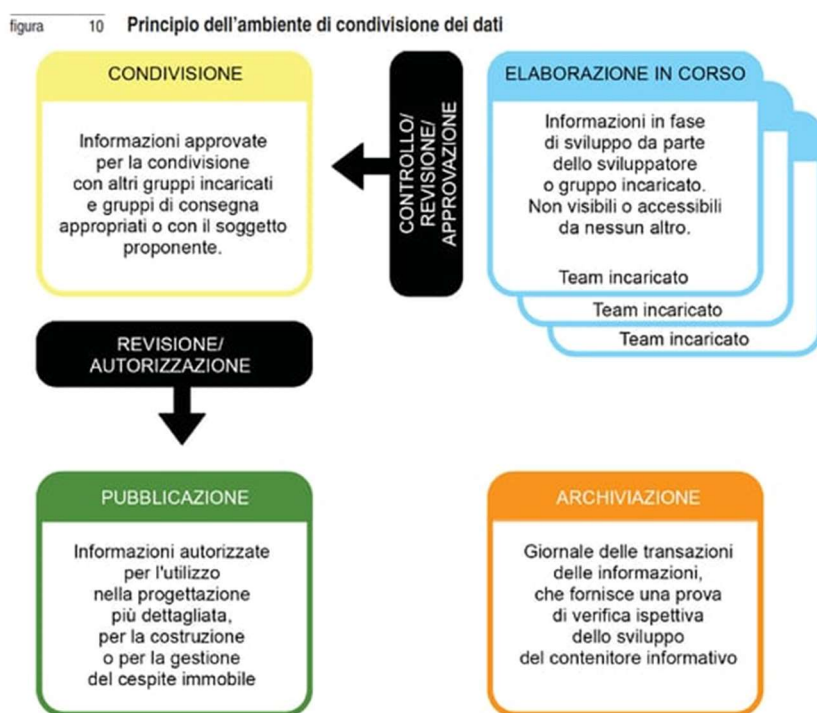 figura 10 Principio dell'ambiente di condivisione dei dati
CONDIVISIONE
Informazioni approvate
per la condivisione
con altri gruppi incaricati
e gruppi di consegna
appropriati o con il soggetto
proponente.
CONTROLLO/
REVISIONE/
APPROVAZIONE
ELABORAZIONE IN CORSO
Informazioni in fase
di sviluppo da parte
dello sviluppatore
o gruppo incaricato.
Non visibili o accessibili
da nessun altro.
Team incaricato
Team incaricato
Team incaricato
REVISIONE/
AUTORIZZAZIONE
PUBBLICAZIONE
Informazioni autorizzate
per l'utilizzo
nella progettazione
più dettagliata,
per la costruzione
o per la gestione
del cespite immobile
ARCHIVIAZIONE
Giornale delle transazioni
delle informazioni,
che fornisce una prova
di verifica ispettiva
dello sviluppo
del contenitore informativo